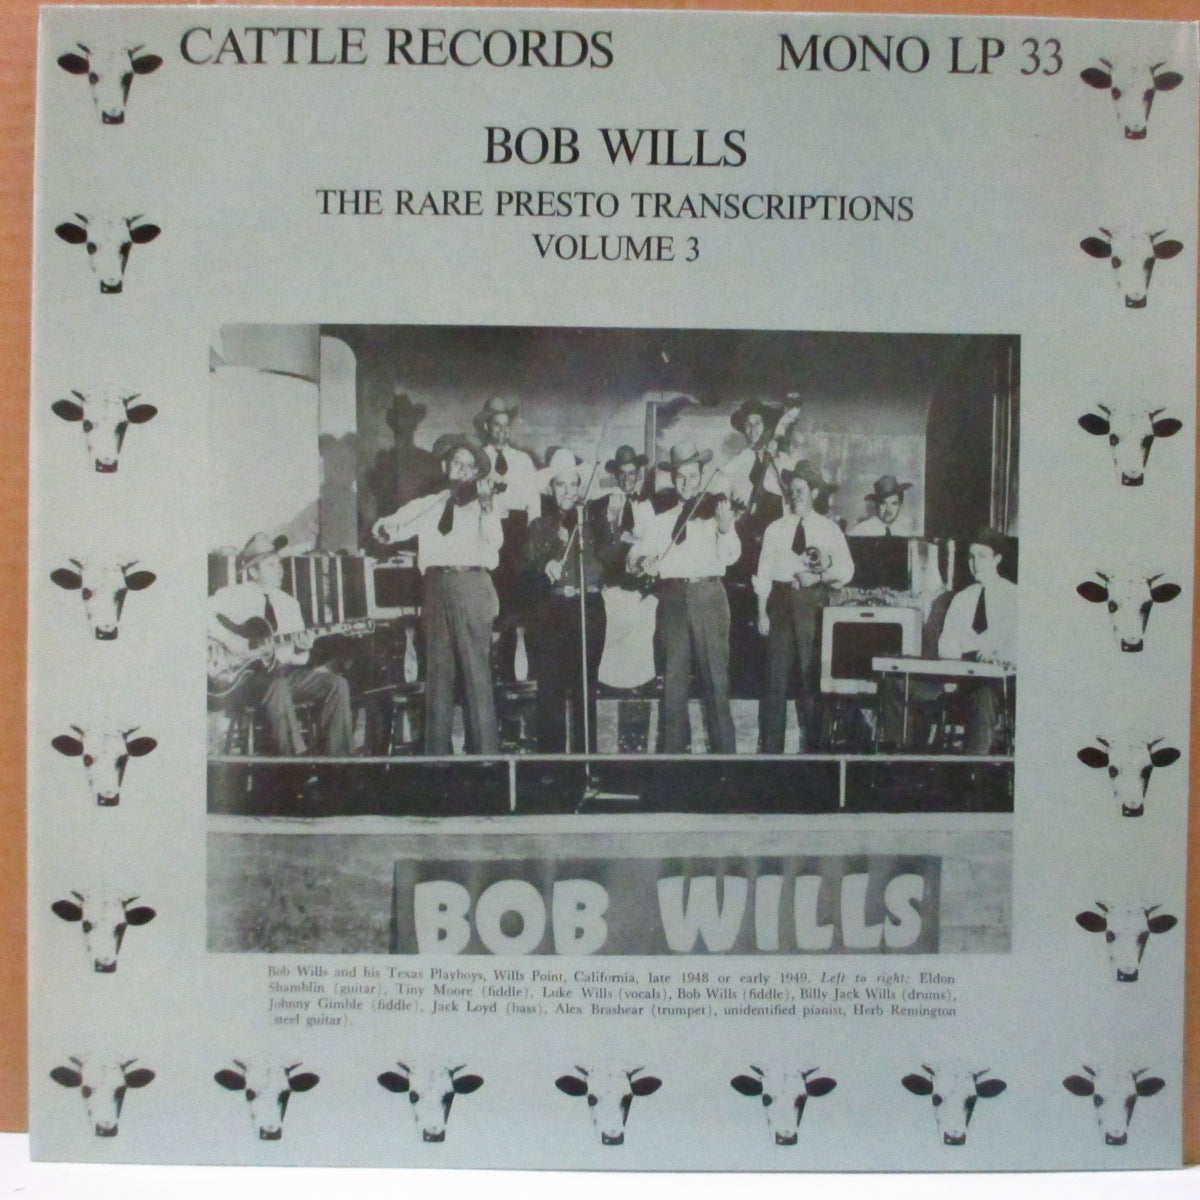 CATTLE RECORDS
MONO LP 33
BOB WILLS
THE RARE PRESTO TRANSCRIPTIONS
VOLUME 3
BOB WILLS
Bob Wills and his Texas Playboys, Wills Point, California, late 1948 or early 1949. Left to right: Eldon
Shamblin (guitar), Tiny Moore (fiddle), Luke Wills (vocals), Bob Wills (fiddle), Billy Jack Wills (drums),
Johnny Gimble (fiddle), Jack Loyd (bass), Alex Brashear (trumpet), unidentified pianist, Herb Remington
steel guitar).